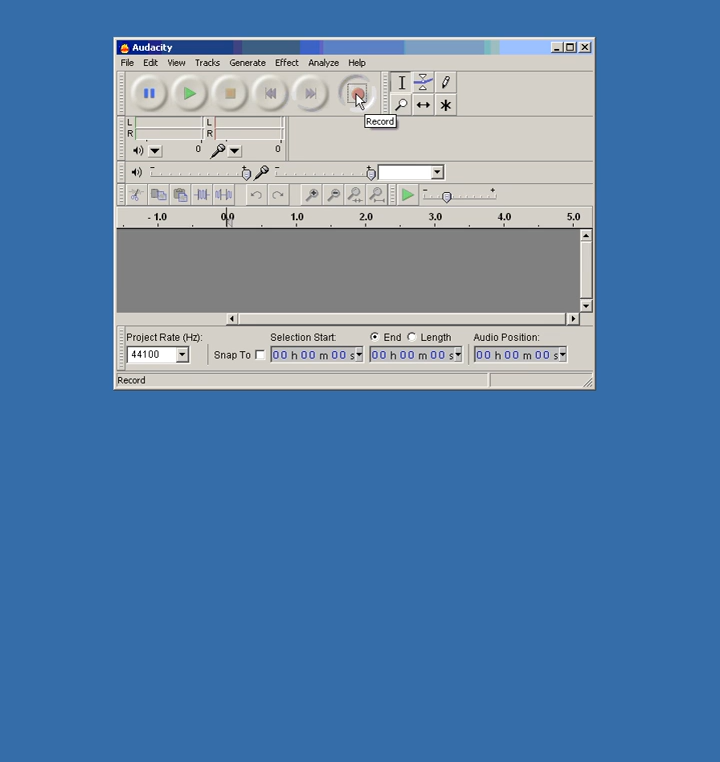 Audacity
File Edit View Tracks Generate Effect Analyze Help
Record
L L
R R
0 0
- + - +
- +
- 1.0 0.0 1.0 2.0 3.0 4.0 5.0
Project Rate (Hz): Selection Start: End Length Audio Position:
44100 Snap To 00 h 00 m 00 s 00 h 00 m 00 s 00 h 00 m 00 s
Record